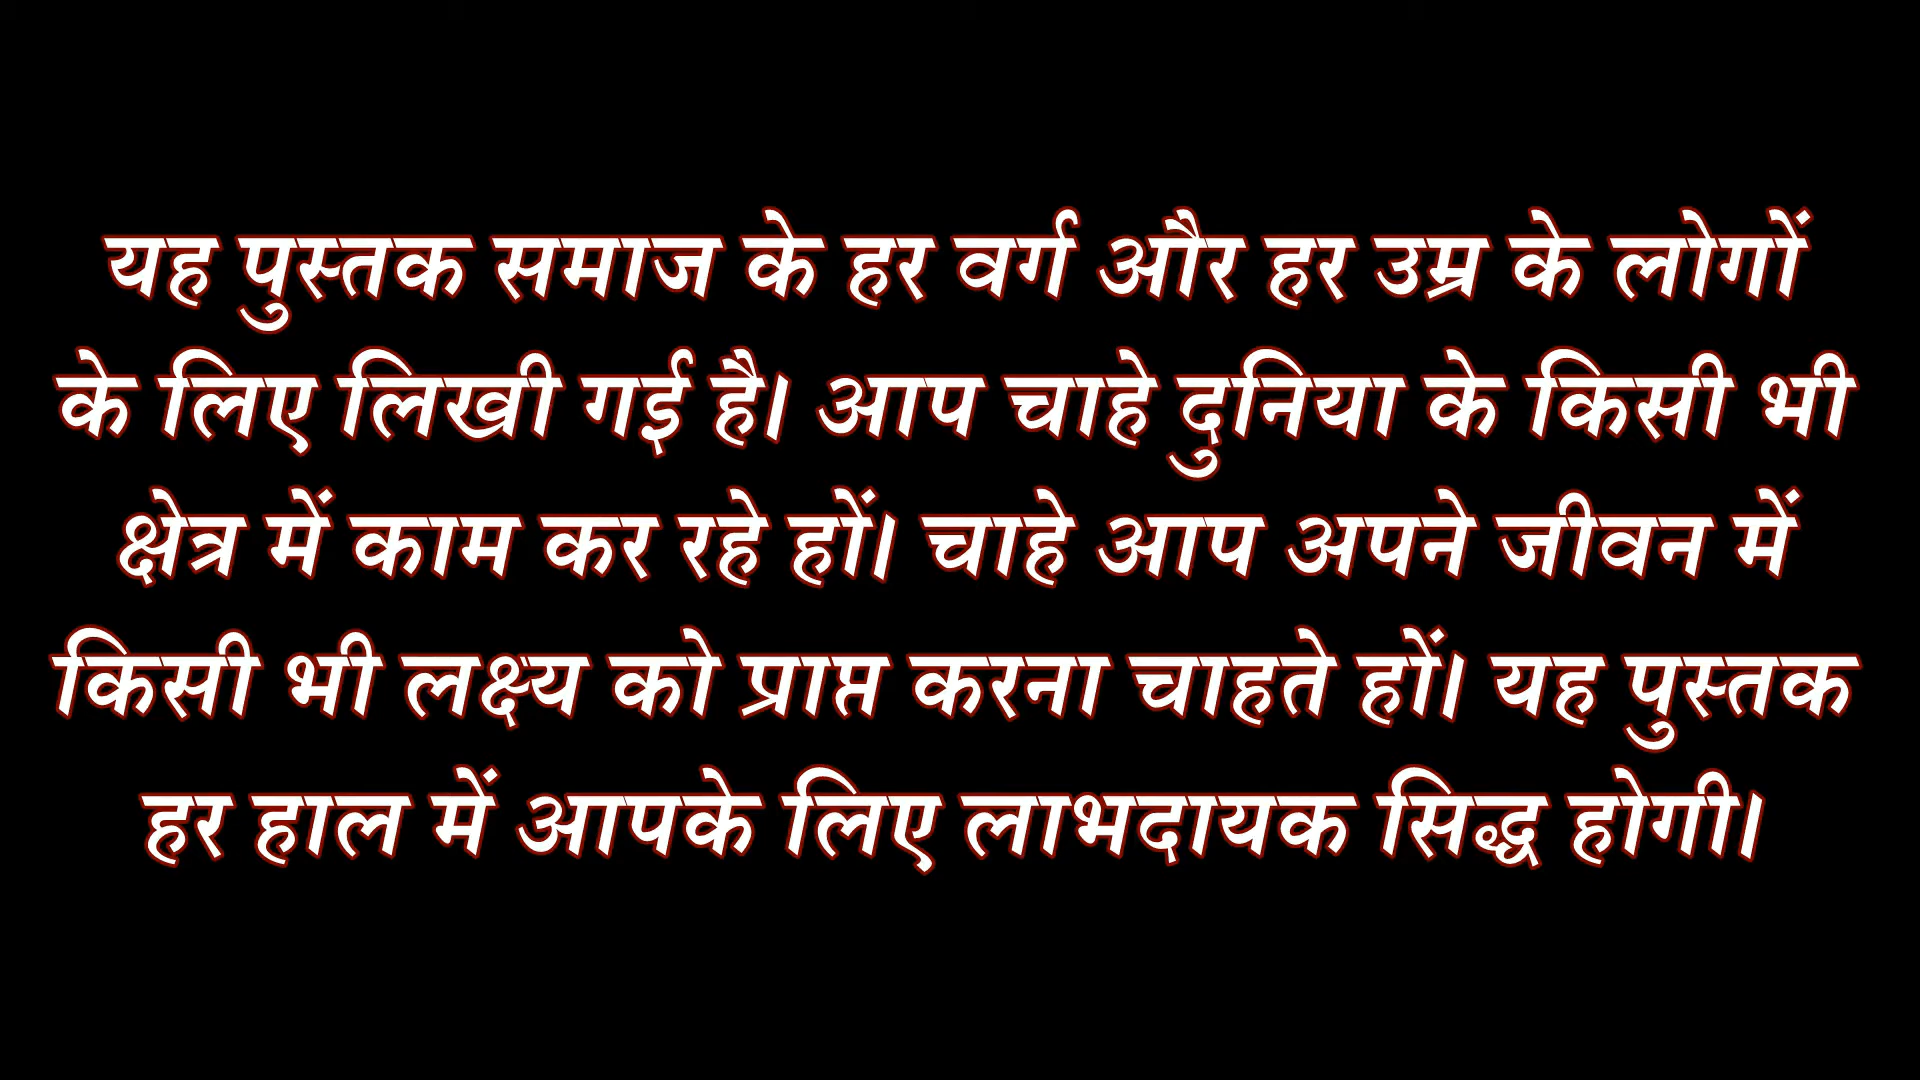 यह पुस्तक समाज के हर वर्ग और हर उम्र के लोगों
के लिए लिखी गई है। आप चाहे दुनिया के किसी भी
क्षेत्र में काम कर रहे हों। चाहे आप अपने जीवन में
किसी भी लक्ष्य को प्राप्त करना चाहते हों। यह पुस्तक
हर हाल में आपके लिए लाभदायक सिद्ध होगी।